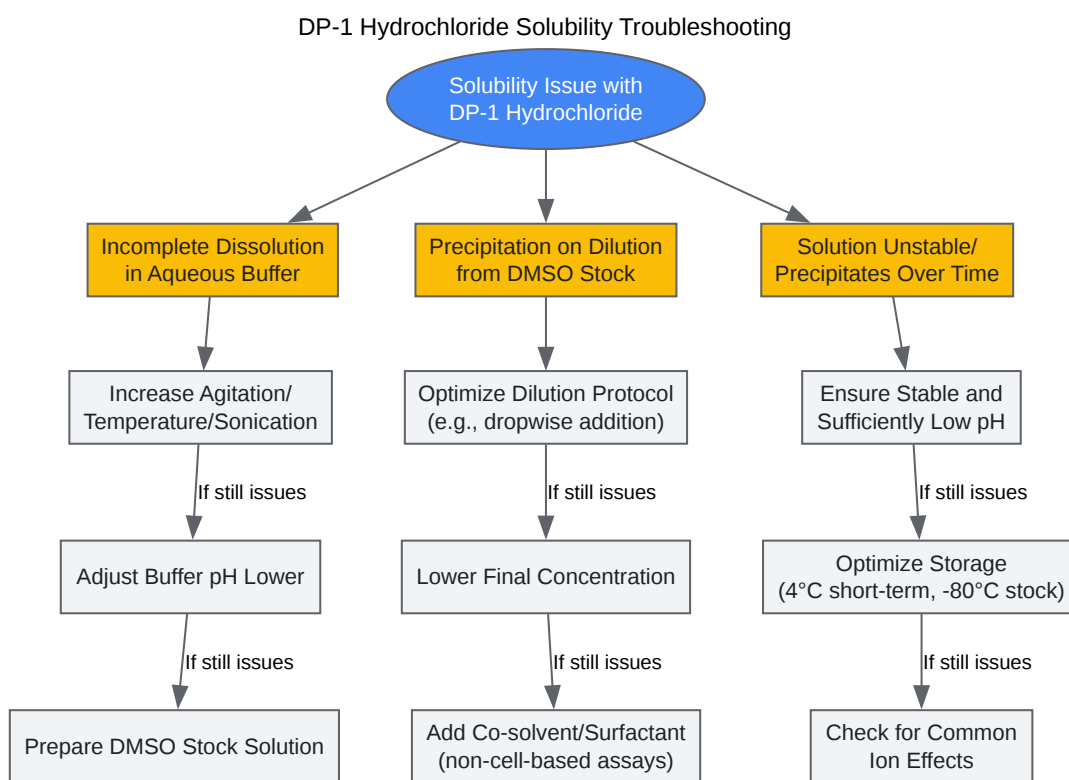 DP-1 Hydrochloride Solubility Troubleshooting
Solubility Issue with
DP-1 Hydrochloride
Incomplete Dissolution
in Aqueous Buffer
Precipitation on Dilution
from DMSO Stock
Solution Unstable/
Precipitates Over Time
Increase Agitation/
Temperature/Sonication
Optimize Dilution Protocol
(e.g., dropwise addition)
Ensure Stable and
Sufficiently Low pH
If still issues
If still issues
If still issues
Adjust Buffer pH Lower
Lower Final Concentration
Optimize Storage
(4°C short-term, -80°C stock)
If still issues
If still issues
If still issues
Prepare DMSO Stock Solution
Add Co-solvent/Surfactant
(non-cell-based assays)
Check for Common
Ion Effects